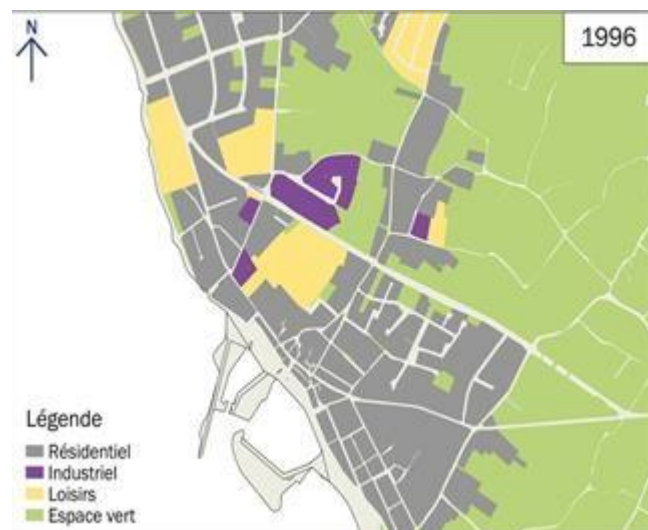 N
1996
Légende
Résidentiel
Industriel
Loisirs
Espace vert